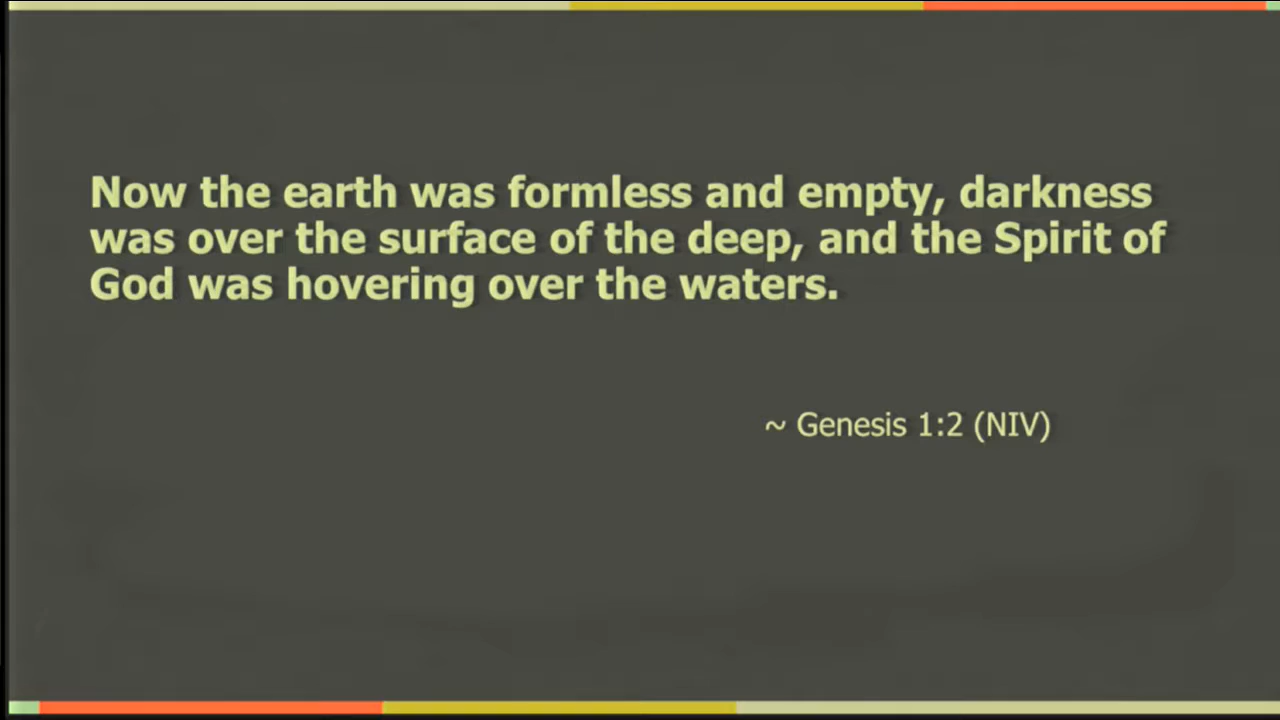 Now the earth was formless and empty, darkness
was over the surface of the deep, and the Spirit of
God was hovering over the waters.
~ Genesis 1:2 (NIV)